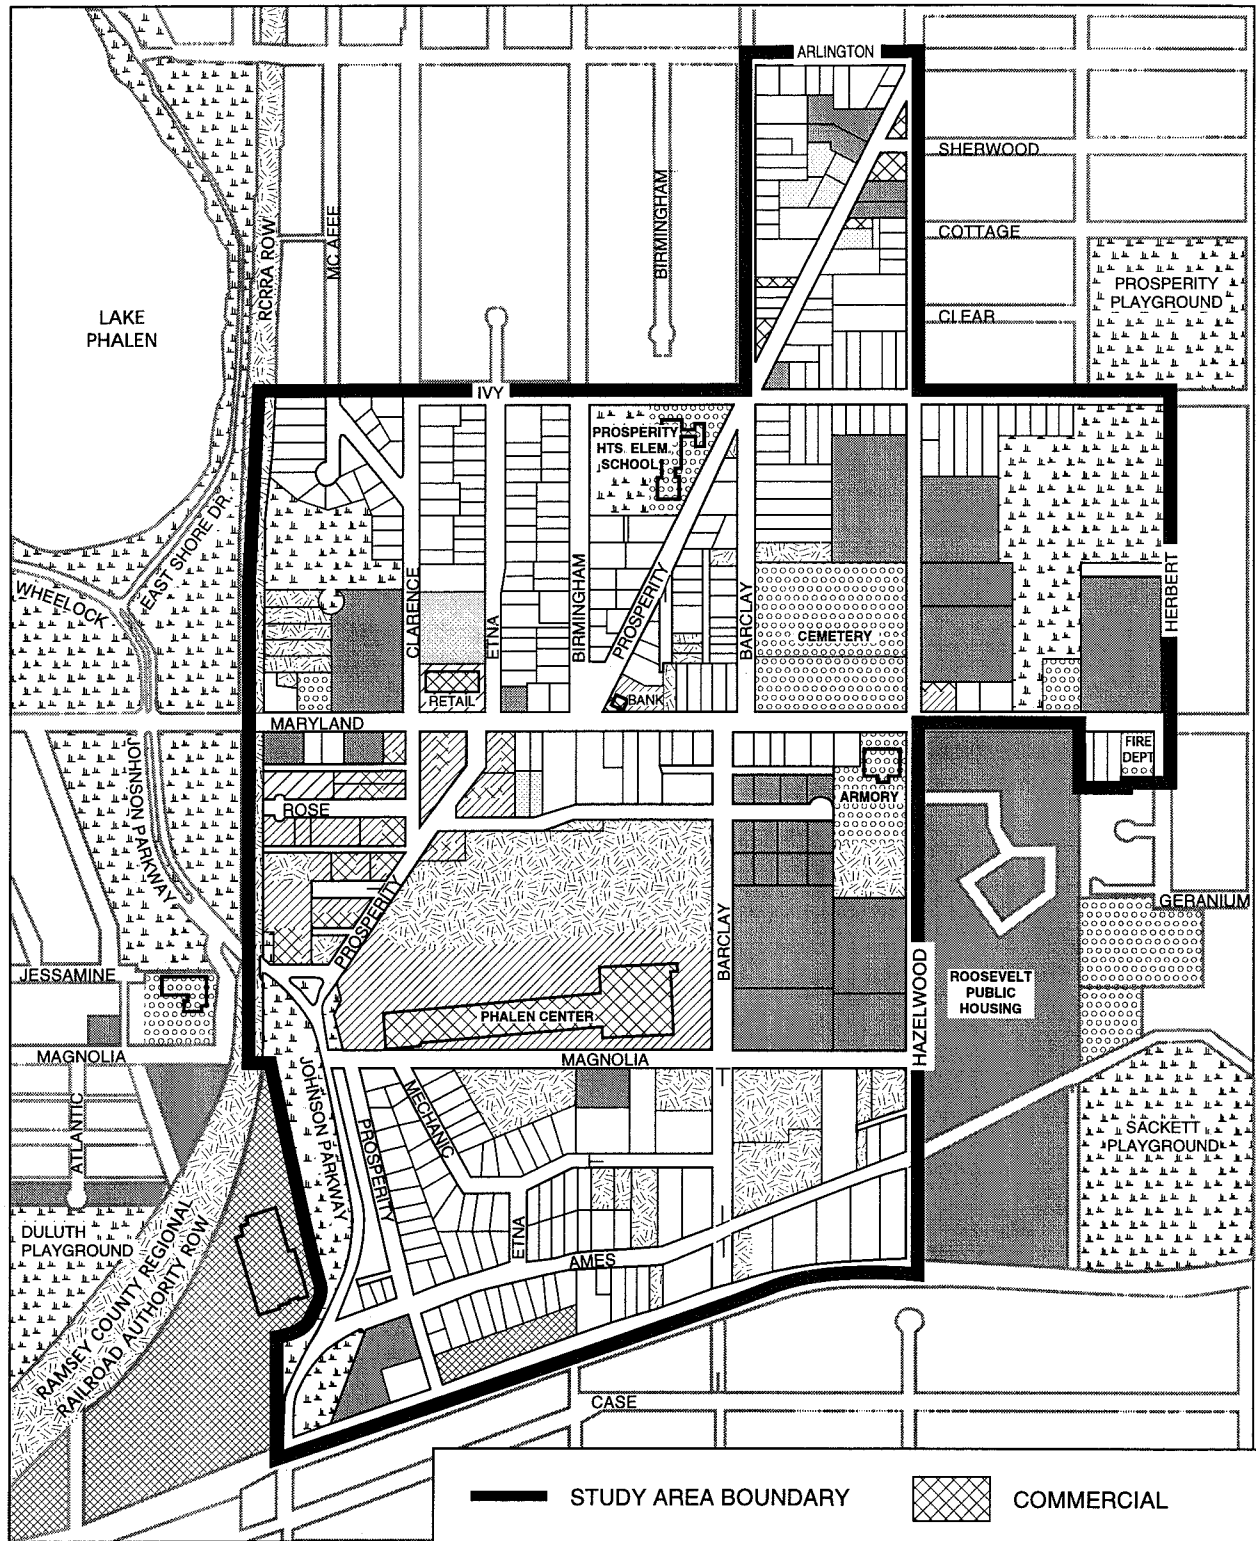 ARLINGTON
SHERWOOD
COTTAGE
CLEAR
PROSPERITY
PLAYGROUND
RCRRA ROW
MC AFEE
BIRMINGHAM
LAKE
PHALEN
IVY
PROSPERITY
HTS. ELEM.
SCHOOL
EAST SHORE DR.
WHEELOCK
CLARENCE
ETNA
BIRMINGHAM
PROSPERITY
BARCLAY
CEMETERY
HERBERT
RETAIL
BANK
MARYLAND
FIRE
DEPT
JOHNSON PARKWAY
ROSE
ARMORY
PROSPERITY
BARCLAY
GERANIUM
JESSAMINE
HAZELWOOD
ROOSEVELT
PUBLIC
HOUSING
PHALEN CENTER
MAGNOLIA
MAGNOLIA
ATLANTIC
JOHNSON PARKWAY
PROSPERITY
MECHANIC
SACKETT
PLAYGROUND
ETNA
AMES
DULUTH
PLAYGROUND
RAMSEY COUNTY REGIONAL
RAILROAD AUTHORITY ROW
CASE
STUDY AREA BOUNDARY
COMMERCIAL